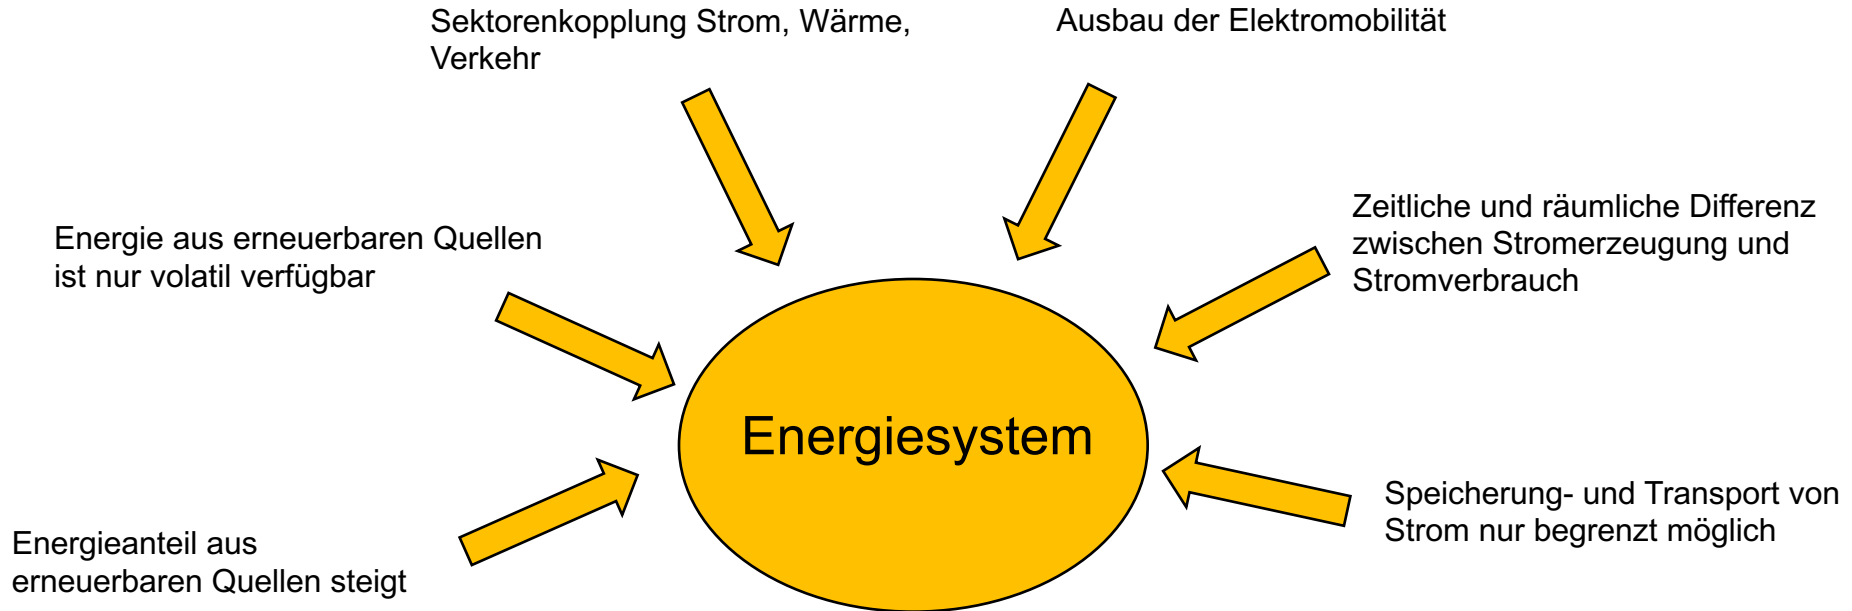 Sektorenkopplung Strom, Wärme,
Verkehr
Ausbau der Elektromobilität
Energie aus erneuerbaren Quellen
ist nur volatil verfügbar
Zeitliche und räumliche Differenz
zwischen Stromerzeugung und
Stromverbrauch
Energiesystem
Energieanteil aus
erneuerbaren Quellen steigt
Speicherung- und Transport von
Strom nur begrenzt möglich